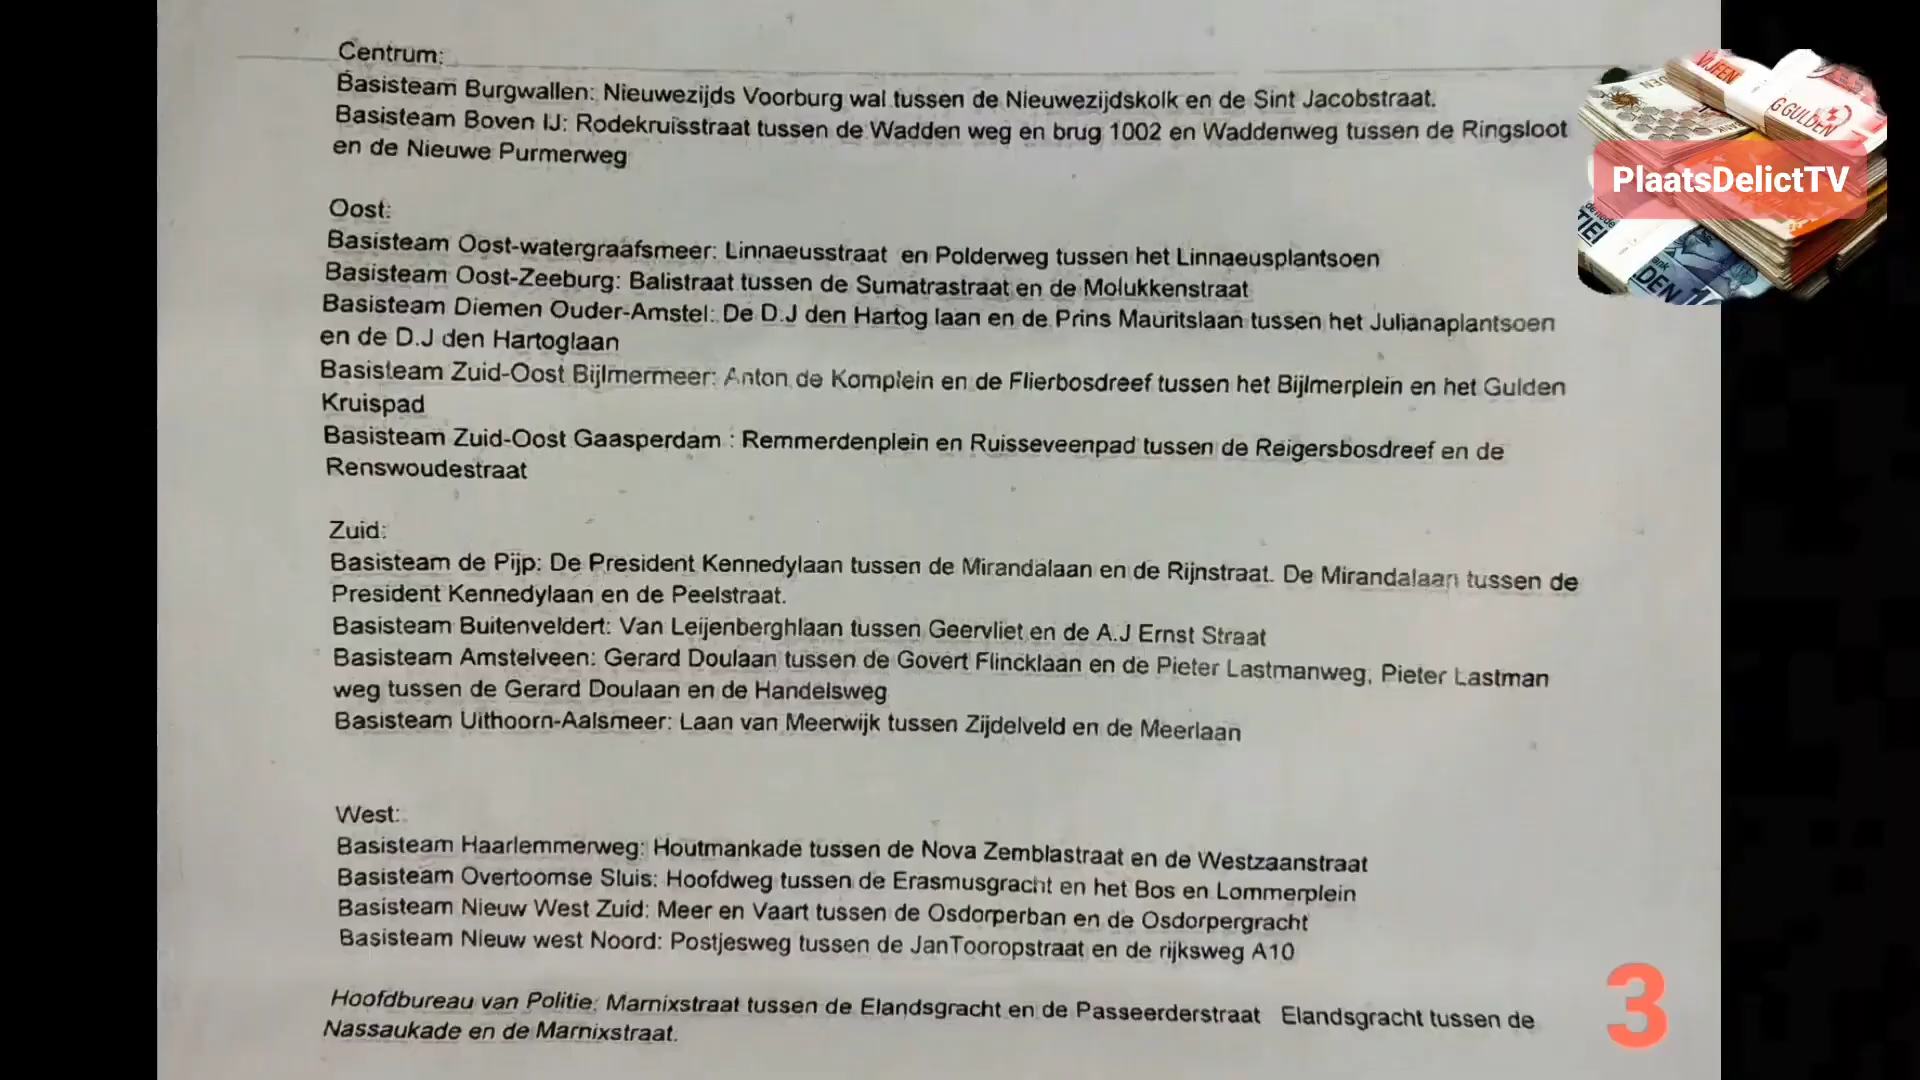 Centrum:
Basisteam Burgwallen: Nieuwezijds Voorburg wal tussen de Nieuwezijdskolk en de Sint Jacobstraat.
Basisteam Boven IJ: Rodekruisstraat tussen de Wadden weg en brug 1002 en Waddenweg tussen de Ringsloot
en de Nieuwe Purmerweg
Oost:
Basisteam Oost-watergraafsmeer: Linnaeusstraat en Polderweg tussen het Linnaeusplantsoen
Basisteam Oost-Zeeburg: Balistraat tussen de Sumatrastraat en de Molukkenstraat
Basisteam Diemen Ouder-Amstel: De D.J den Hartog laan en de Prins Mauritslaan tussen het Julianaplantsoen
en de D.J den Hartoglaan
Basisteam Zuid-Oost Bijlmermeer: Anton de Komplein en de Flierbosdreef tussen het Bijlmerplein en het Gulden
Kruispad
Basisteam Zuid-Oost Gaasperdam : Remmerdenplein en Ruisseveenpad tussen de Reigersbosdreef en de
Renswoudestraat
Zuid:
Basisteam de Pijp: De President Kennedylaan tussen de Mirandalaan en de Rijnstraat. De Mirandalaan tussen de
President Kennedylaan en de Peelstraat.
Basisteam Buitenveldert: Van Leijenberghlaan tussen Geervliet en de A.J Ernst Straat
Basisteam Amstelveen: Gerard Doulaan tussen de Govert Flincklaan en de Pieter Lastmanweg, Pieter Lastman
weg tussen de Gerard Doulaan en de Handelsweg
Basisteam Uithoorn-Aalsmeer: Laan van Meerwijk tussen Zijdelveld en de Meerlaan
West:
Basisteam Haarlemmerweg: Houtmankade tussen de Nova Zemblastraat en de Westzaanstraat
Basisteam Overtoomse Sluis: Hoofdweg tussen de Erasmusgracht en het Bos en Lommerplein
Basisteam Nieuw West Zuid: Meer en Vaart tussen de Osdorperban en de Osdorpergracht
Basisteam Nieuw west Noord: Postjesweg tussen de JanTooropstraat en de rijksweg A10
Hoofdbureau van Politie: Marnixstraat tussen de Elandsgracht en de Passeerderstraat Elandsgracht tussen de
Nassaukade en de Marnixstraat.
PlaatsDelictTV
VIJFEN
G GULDEN
3